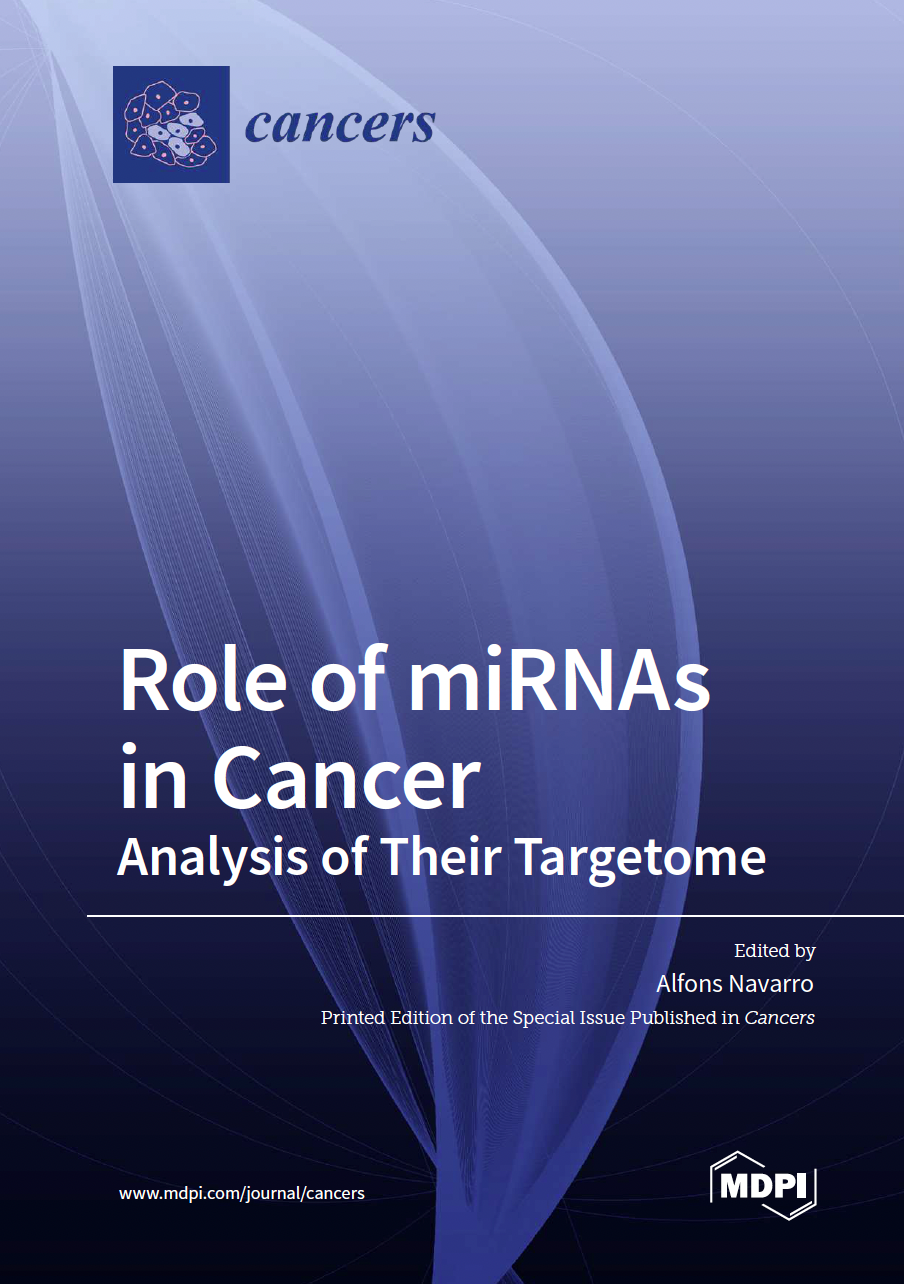 cancers
Role of miRNAs
in Cancer
Analysis of Their Targetome
Edited by
Alfons Navarro
Printed Edition of the Special Issue Published in Cancers
www.mdpi.com/journal/cancers
MDPI